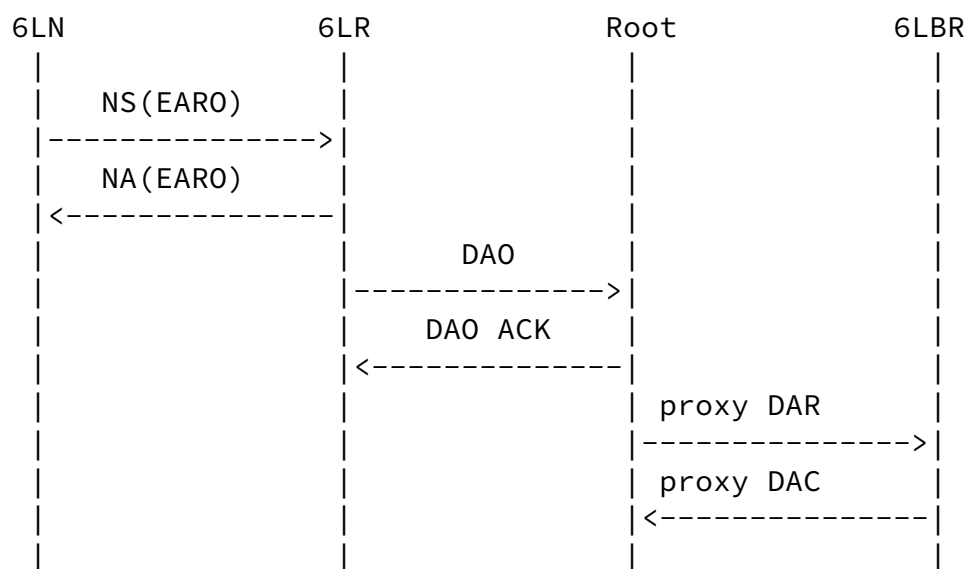 6LN 6LR Root 6LBR
NS(EARO)
NA(EARO)
DAO
DAO ACK
proxy DAR
proxy DAC